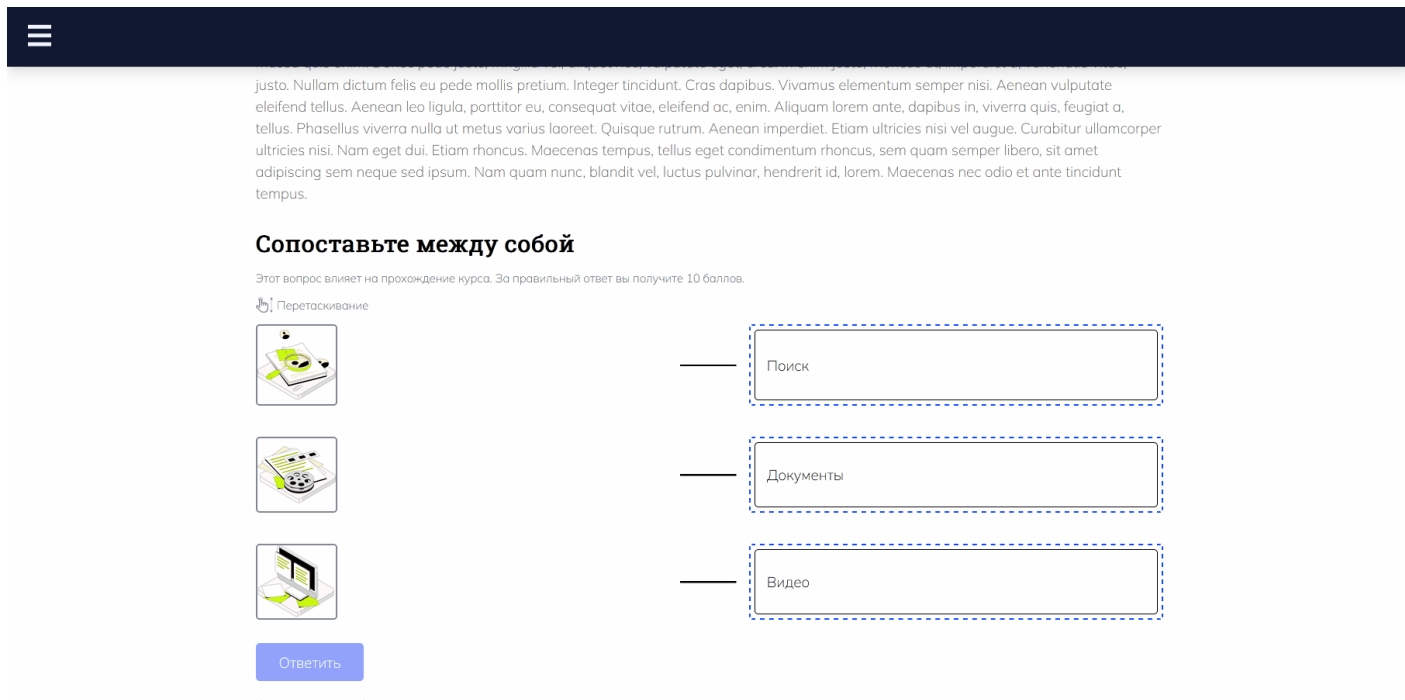 justo. Nullam dictum felis eu pede mollis pretium. Integer tincidunt. Cras dapibus. Vivamus elementum semper nisi. Aenean vulputate
eleifend tellus. Aenean leo ligula, porttitor eu, consequat vitae, eleifend ac, enim. Aliquam lorem ante, dapibus in, viverra quis, feugiat a,
tellus. Phasellus viverra nulla ut metus varius laoreet. Quisque rutrum. Aenean imperdiet. Etiam ultricies nisi vel augue. Curabitur ullamcorper
ultricies nisi. Nam eget dui. Etiam rhoncus. Maecenas tempus, tellus eget condimentum rhoncus, sem quam semper libero, sit amet
adipiscing sem neque sed ipsum. Nam quam nunc, blandit vel, luctus pulvinar, hendrerit id, lorem. Maecenas nec odio et ante tincidunt
tempus.
Сопоставьте между собой
Этот вопрос влияет на прохождение курса. За правильный ответ вы получите 10 баллов.
Перетаскивание
Поиск
Документы
Видео
Ответить